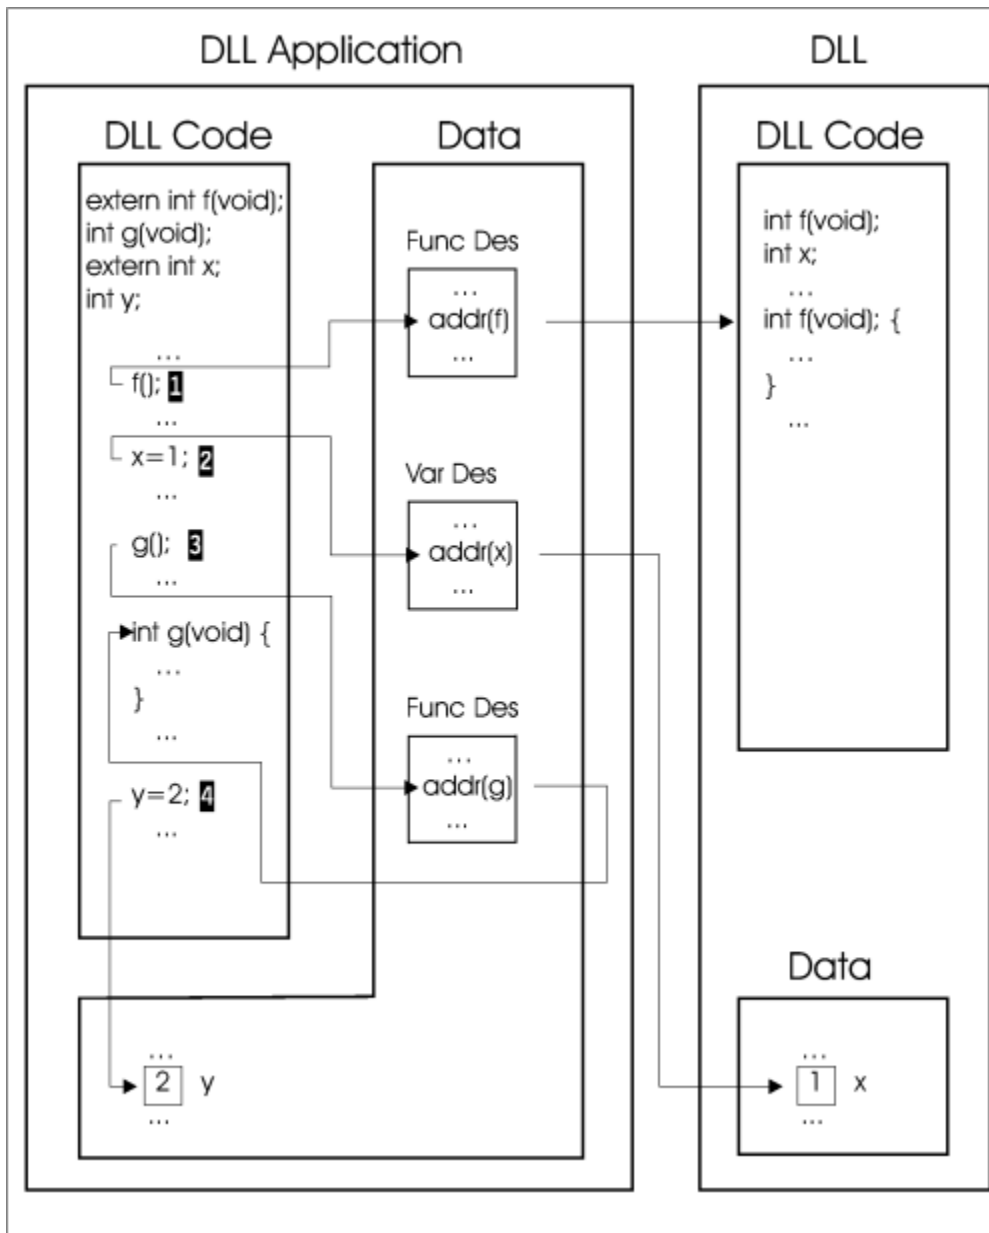 DLL Application
DLL Code
extern int f(void);
int g(void);
extern int x;
int y;
...
f(); 1
...
x=1; 2
...
g(); 3
...
int g(void) {
...
}
...
y=2; 4
...
Data
Func Des
...
addr(f)
...
Var Des
...
addr(x)
...
Func Des
...
addr(g)
...
...
2 y
...
DLL
DLL Code
int f(void);
int x;
...
int f(void); {
...
}
...
Data
...
1 x
...